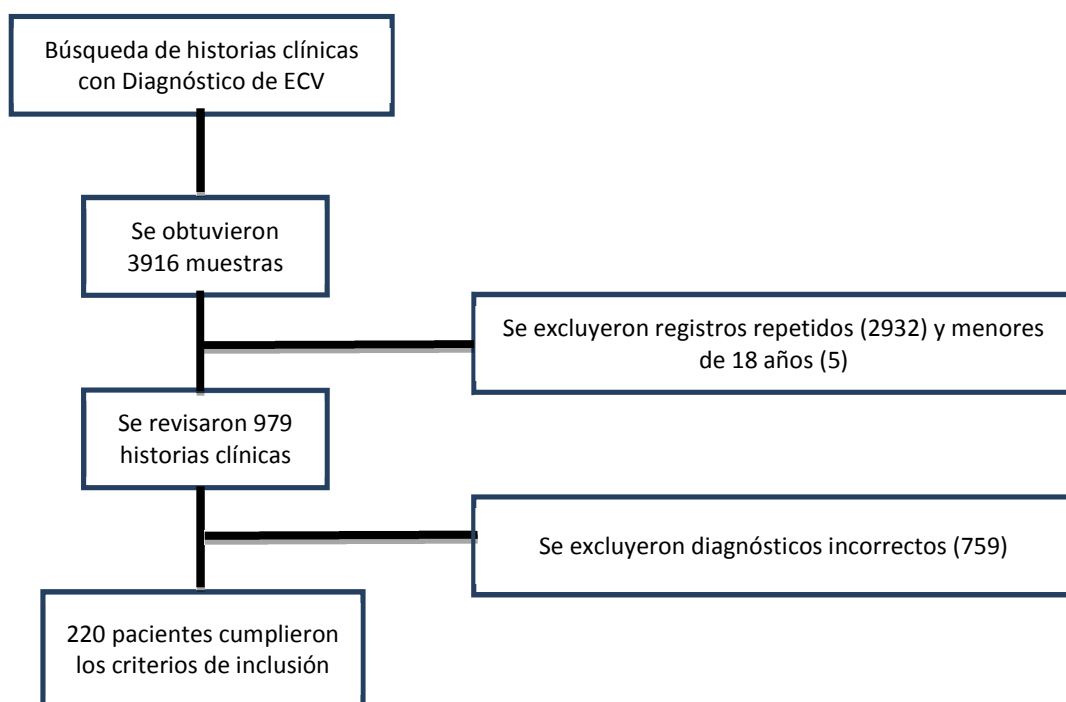 Búsqueda de historias clínicas
con Diagnóstico de ECV
Se obtuvieron
3916 muestras
Se excluyeron registros repetidos (2932) y menores
de 18 años (5)
Se revisaron 979
historias clínicas
Se excluyeron diagnósticos incorrectos (759)
220 pacientes cumplieron
los criterios de inclusión